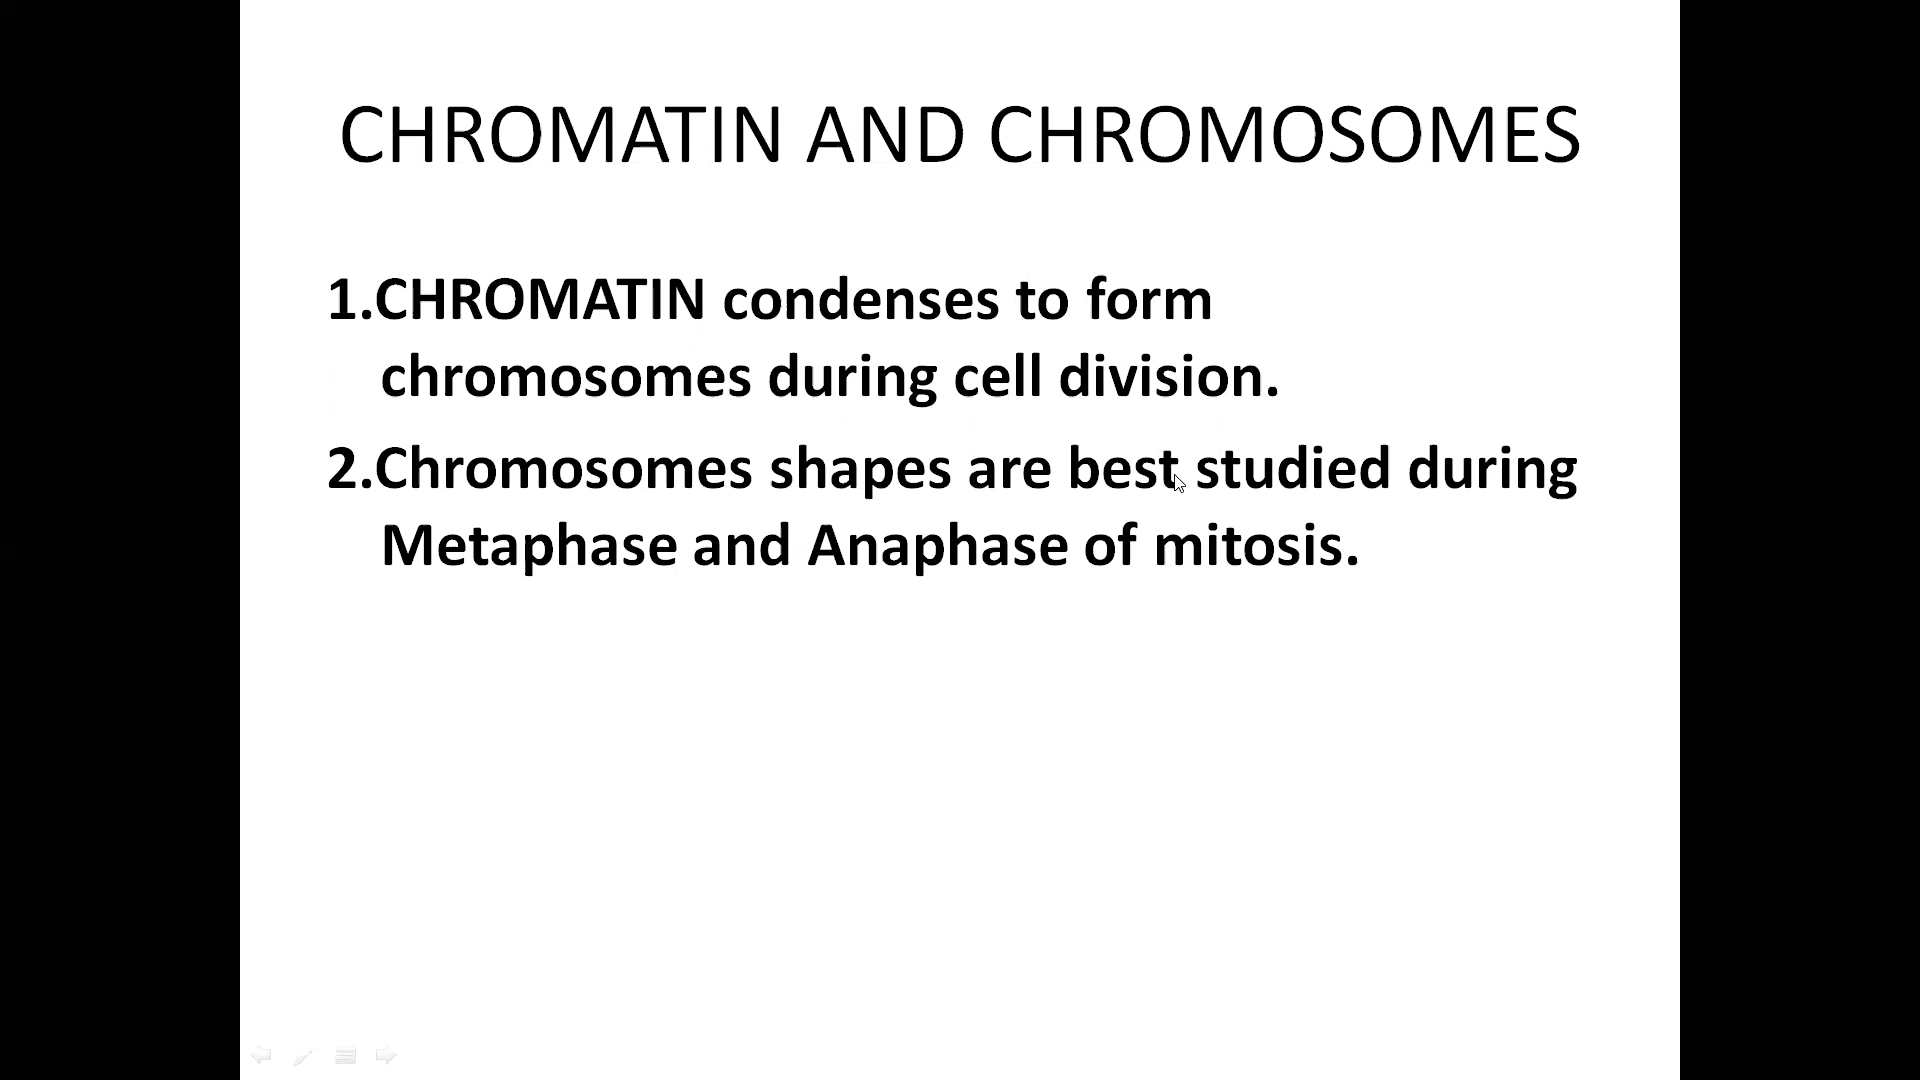 CHROMATIN AND CHROMOSOMES
1.CHROMATIN condenses to form
chromosomes during cell division.
2.Chromosomes shapes are best studied during
Metaphase and Anaphase of mitosis.